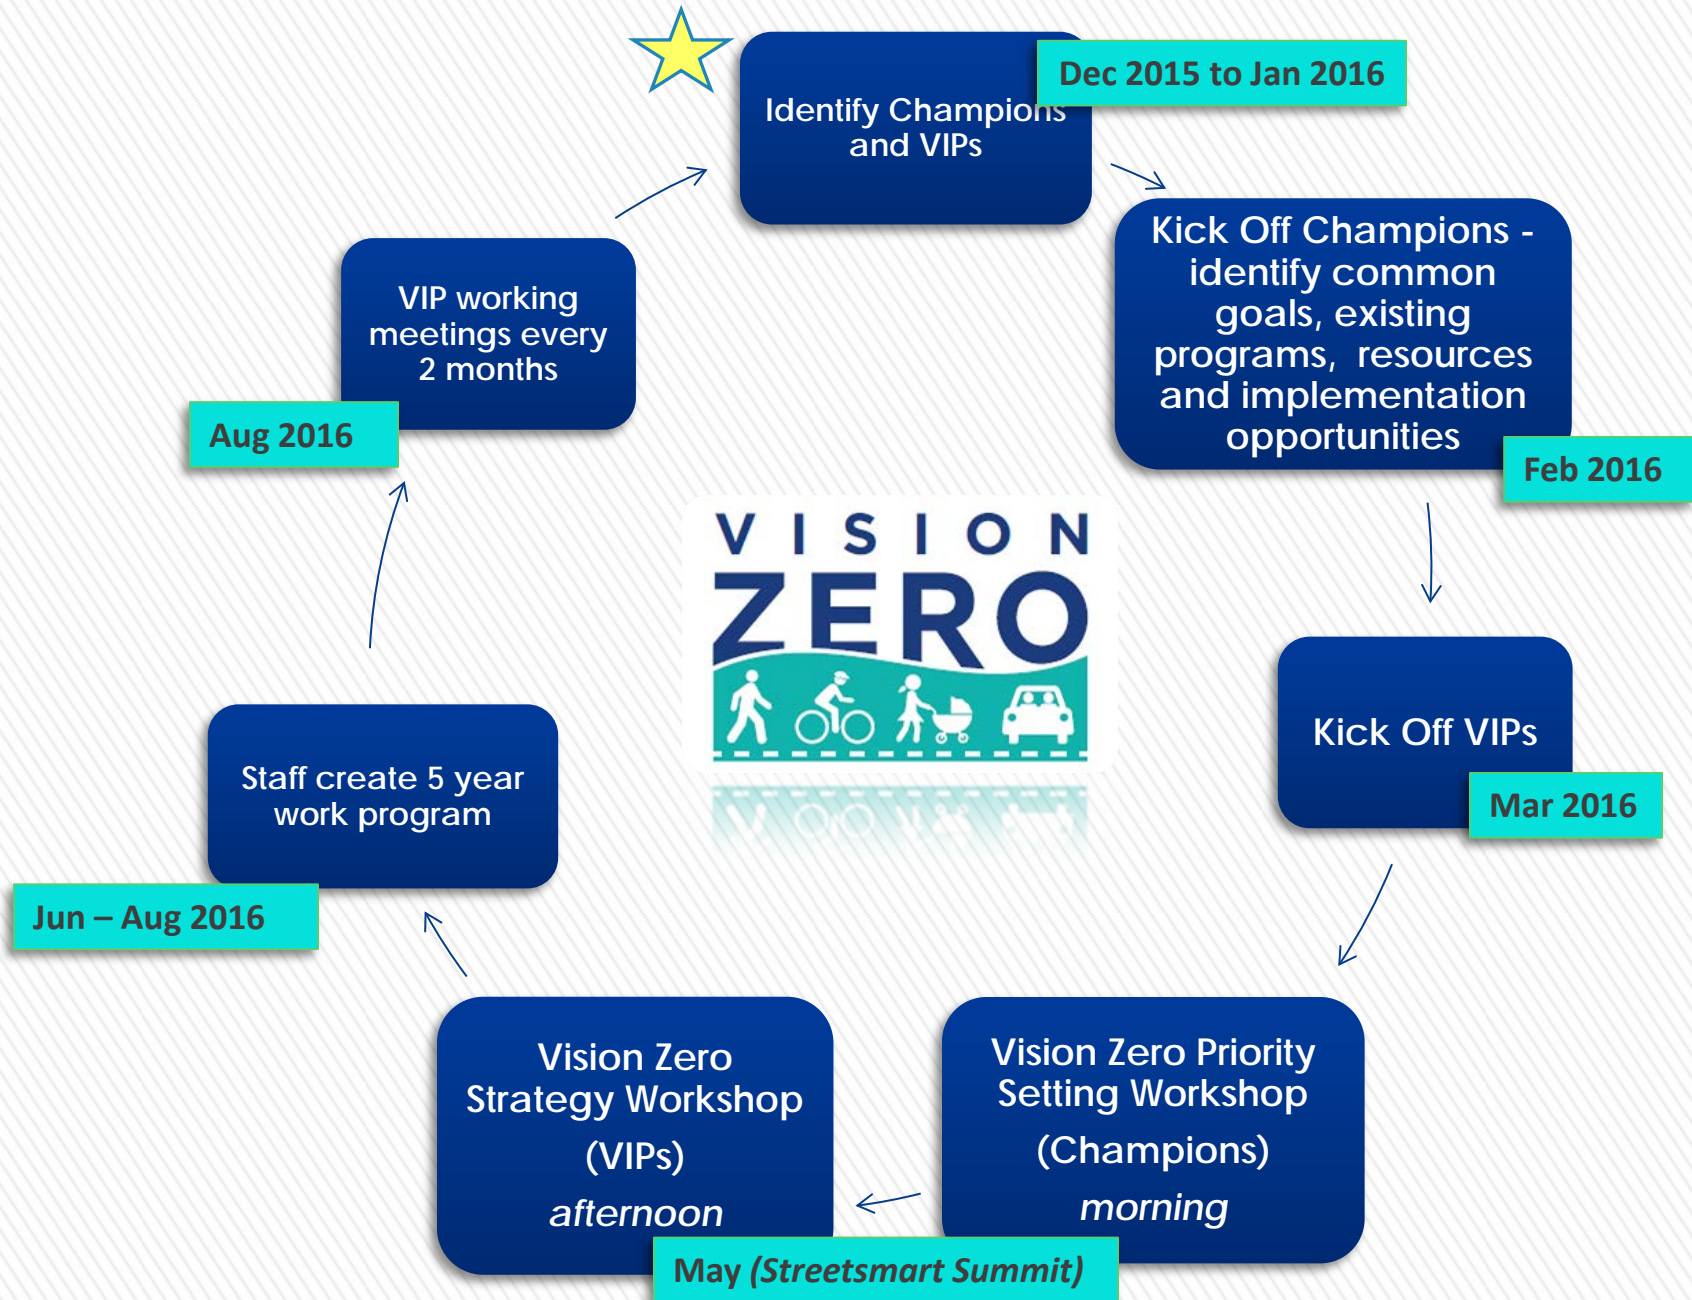 Identify Champions
and VIPs
Dec 2015 to Jan 2016
Kick Off Champions -
identify common
goals, existing
programs, resources
and implementation
opportunities
Feb 2016
Kick Off VIPs
Mar 2016
Vision Zero Priority
Setting Workshop
(Champions)
morning
Vision Zero
Strategy Workshop
(VIPs)
afternoon
May (Streetsmart Summit)
Staff create 5 year
work program
Jun – Aug 2016
VIP working
meetings every
2 months
Aug 2016
VISION
ZERO